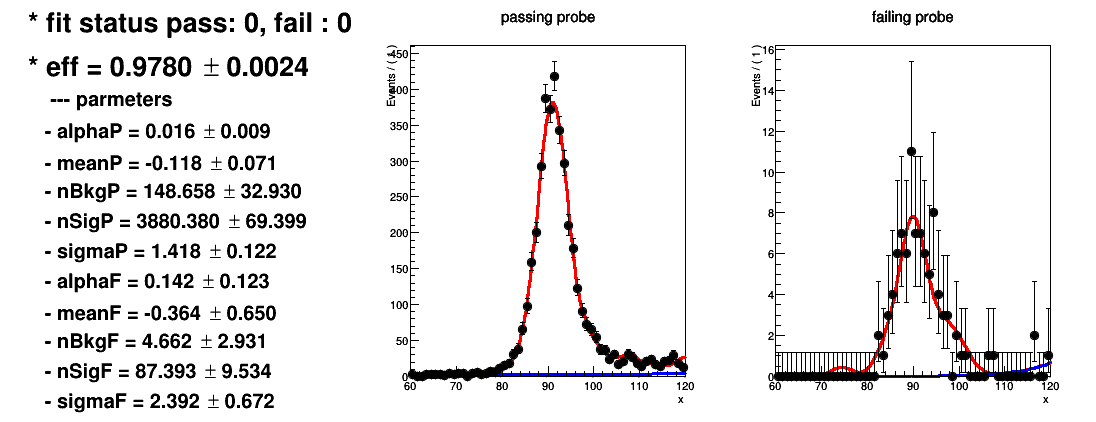 * fit status pass: 0, fail : 0
* eff = 0.9780 ± 0.0024
--- parmeters
- alphaP = 0.016 ± 0.009
- meanP = -0.118 ± 0.071
- nBkgP = 148.658 ± 32.930
- nSigP = 3880.380 ± 69.399
- sigmaP = 1.418 ± 0.122
- alphaF = 0.142 ± 0.123
- meanF = -0.364 ± 0.650
- nBkgF = 4.662 ± 2.931
- nSigF = 87.393 ± 9.534
- sigmaF = 2.392 ± 0.672
passing probe
Events / ( 1 )
450
400
350
300
250
200
150
100
50
0
60 70 80 90 100 110 120
x
failing probe
Events / ( 1 )
16
14
12
10
8
6
4
2
0
60 70 80 90 100 110 120
x